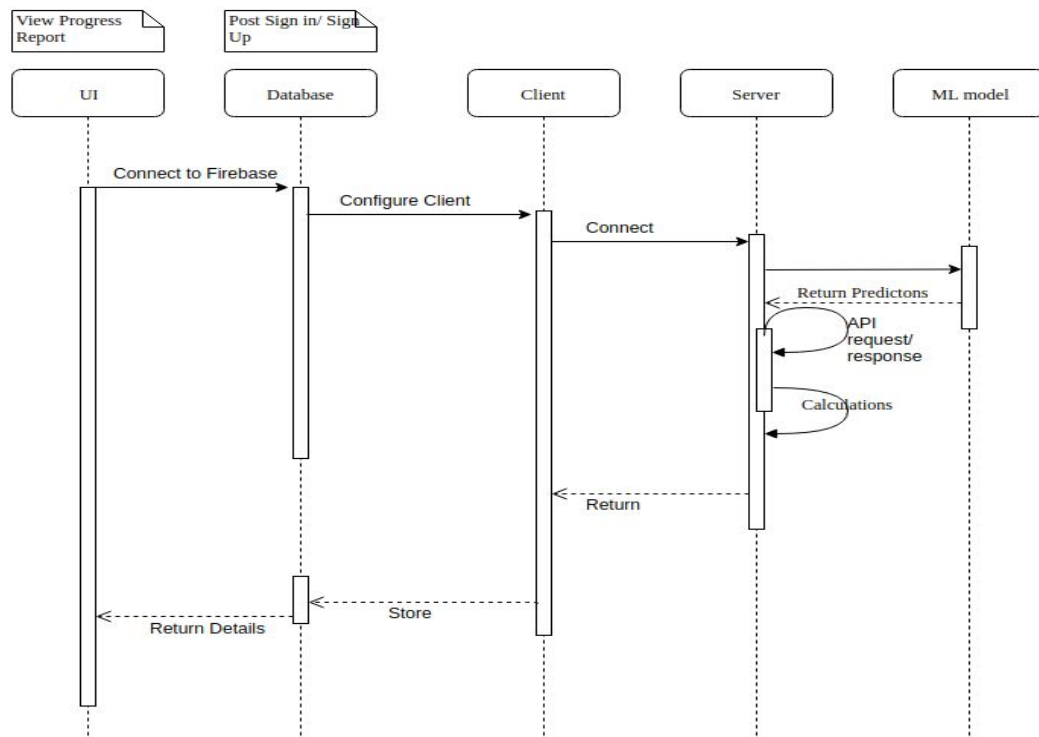 View Progress
Report
Post Sign in/ Sign
Up
UI
Database
Client
Server
ML model
Connect to Firebase
Configure Client
Connect
Return Predictons
API
request/
response
Calculations
Return
Store
Return Details